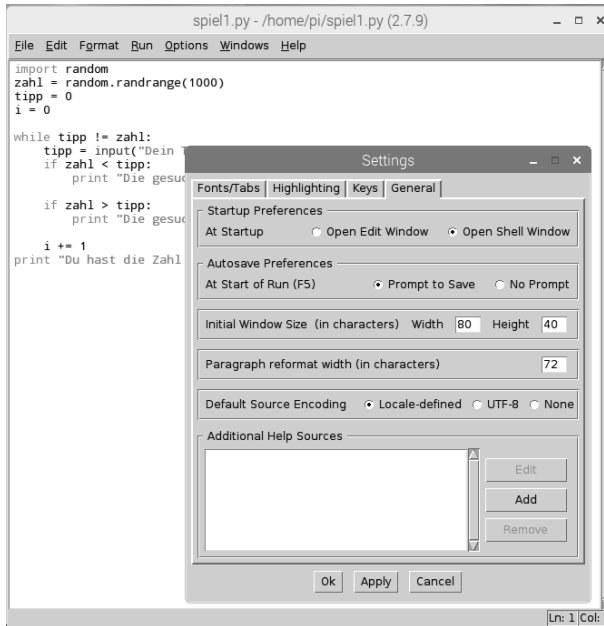 spiel1.py - /home/pi/spiel1.py (2.7.9)
File Edit Format Run Options Windows Help
import random
zahl = random.randrange(1000)
tipp = 0
i = 0
while tipp != zahl:
tipp = input("Dein
if zahl < tipp:
print "Die
if zahl > tipp:
print "Die
i += 1
print "Du hast die Zahl
Settings
Fonts/Tabs Highlighting Keys General
Startup Preferences
At Startup Open Edit Window Open Shell Window
Autosave Preferences
At Start of Run (F5) Prompt to Save No Prompt
Initial Window Size (in characters) Width 80 Height 40
Paragraph reformat width (in characters) 72
Default Source Encoding Locale-defined UTF-8 None
Additional Help Sources
Edit
Add
Remove
Ok Apply Cancel
Ln: 1 Col: